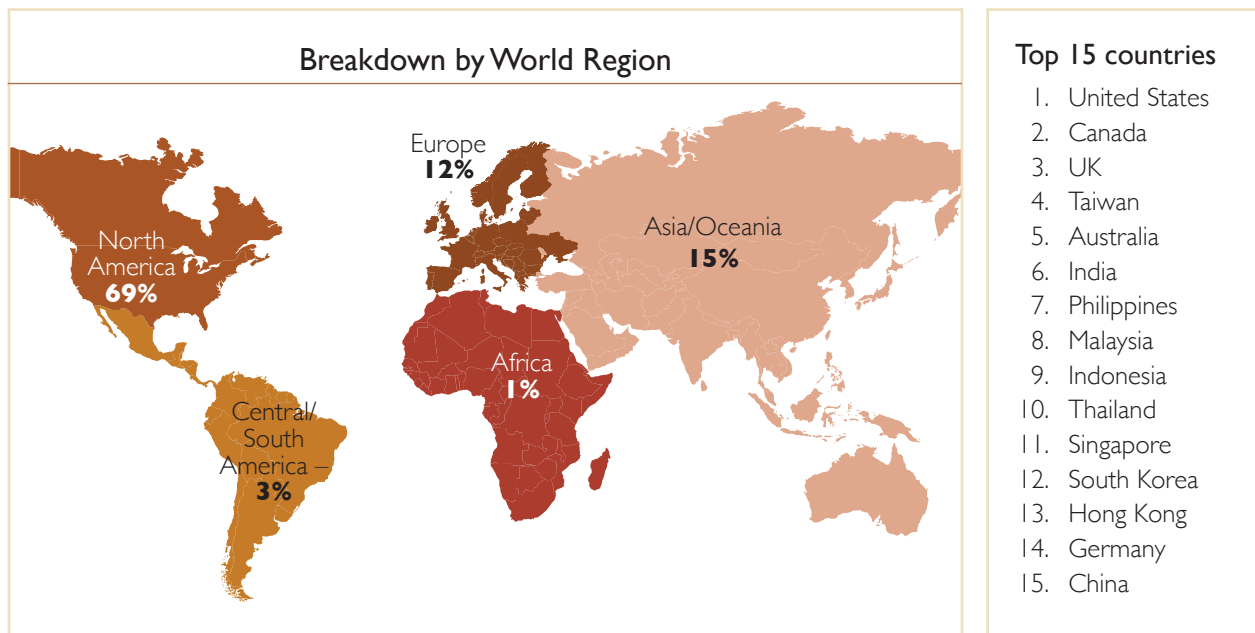 Breakdown by World Region
Europe
12%
North
America
69%
Asia/Oceania
15%
Africa
1%
Central/
South
America –
3%
Top 15 countries
1. United States
2. Canada
3. UK
4. Taiwan
5. Australia
6. India
7. Philippines
8. Malaysia
9. Indonesia
10. Thailand
11. Singapore
12. South Korea
13. Hong Kong
14. Germany
15. China